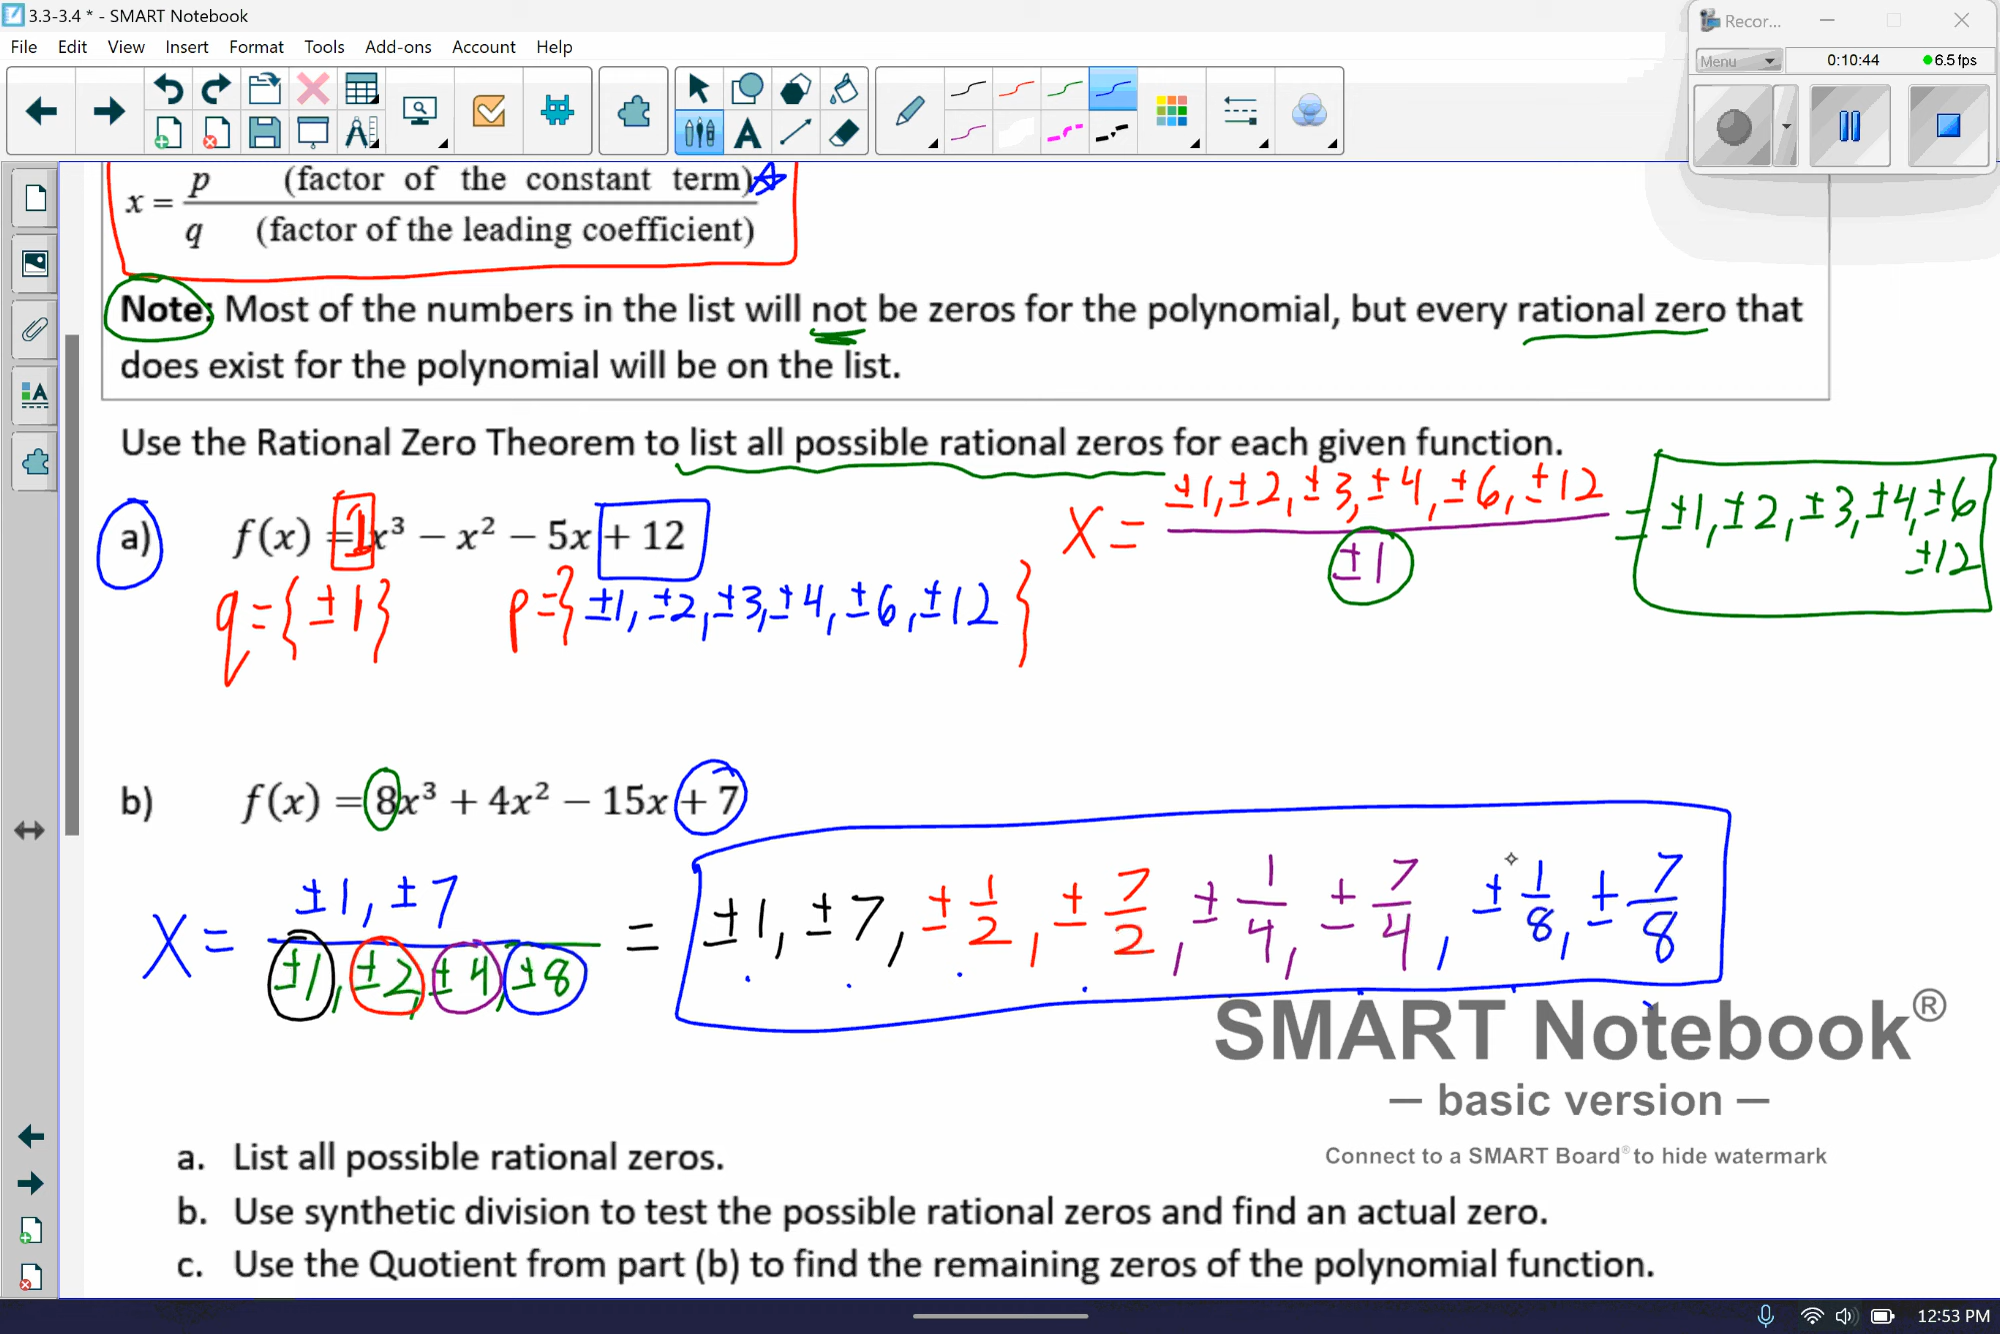 3.3-3.4 * - SMART Notebook
Recor...
File Edit View Insert Format Tools Add-ons Account Help
Menu 0:10:44 6.5 fps
x = p/q (factor of the constant term) / (factor of the leading coefficient)
Note: Most of the numbers in the list will not be zeros for the polynomial, but every rational zero that
does exist for the polynomial will be on the list.
Use the Rational Zero Theorem to list all possible rational zeros for each given function.
a) f(x) = 1x³ − x² − 5x + 12
X = ±1, ±2, ±3, ±4, ±6, ±12 / ±1 = ±1, ±2, ±3, ±4, ±6
±12
q = {±1} p = {±1, ±2, ±3, ±4, ±6, ±12}
b) f(x) = 8x³ + 4x² − 15x + 7
X = ±1, ±7 / ±1, ±2, ±4, ±8 = ±1, ±7, ±1/2, ±7/2, ±1/4, ±7/4, ±1/8, ±7/8
SMART Notebook®
— basic version —
Connect to a SMART Board® to hide watermark
a. List all possible rational zeros.
b. Use synthetic division to test the possible rational zeros and find an actual zero.
c. Use the Quotient from part (b) to find the remaining zeros of the polynomial function.
12:53 PM